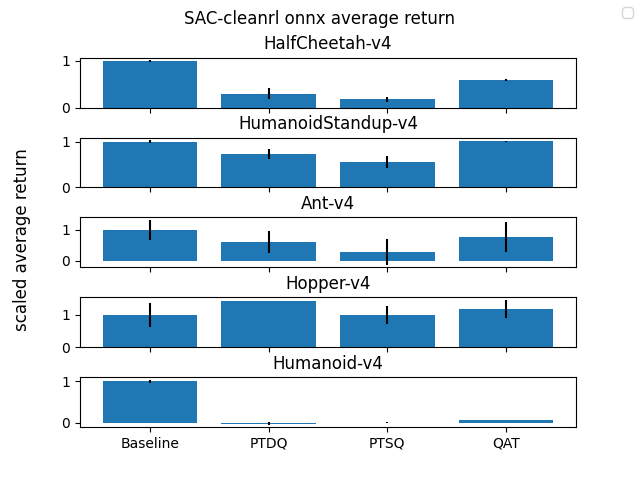 SAC-cleanrl onnx average return
HalfCheetah-v4
1
0
HumanoidStandup-v4
1
0
Ant-v4
1
0
Hopper-v4
1
0
Humanoid-v4
1
0
scaled average return
Baseline PTDQ PTSQ QAT